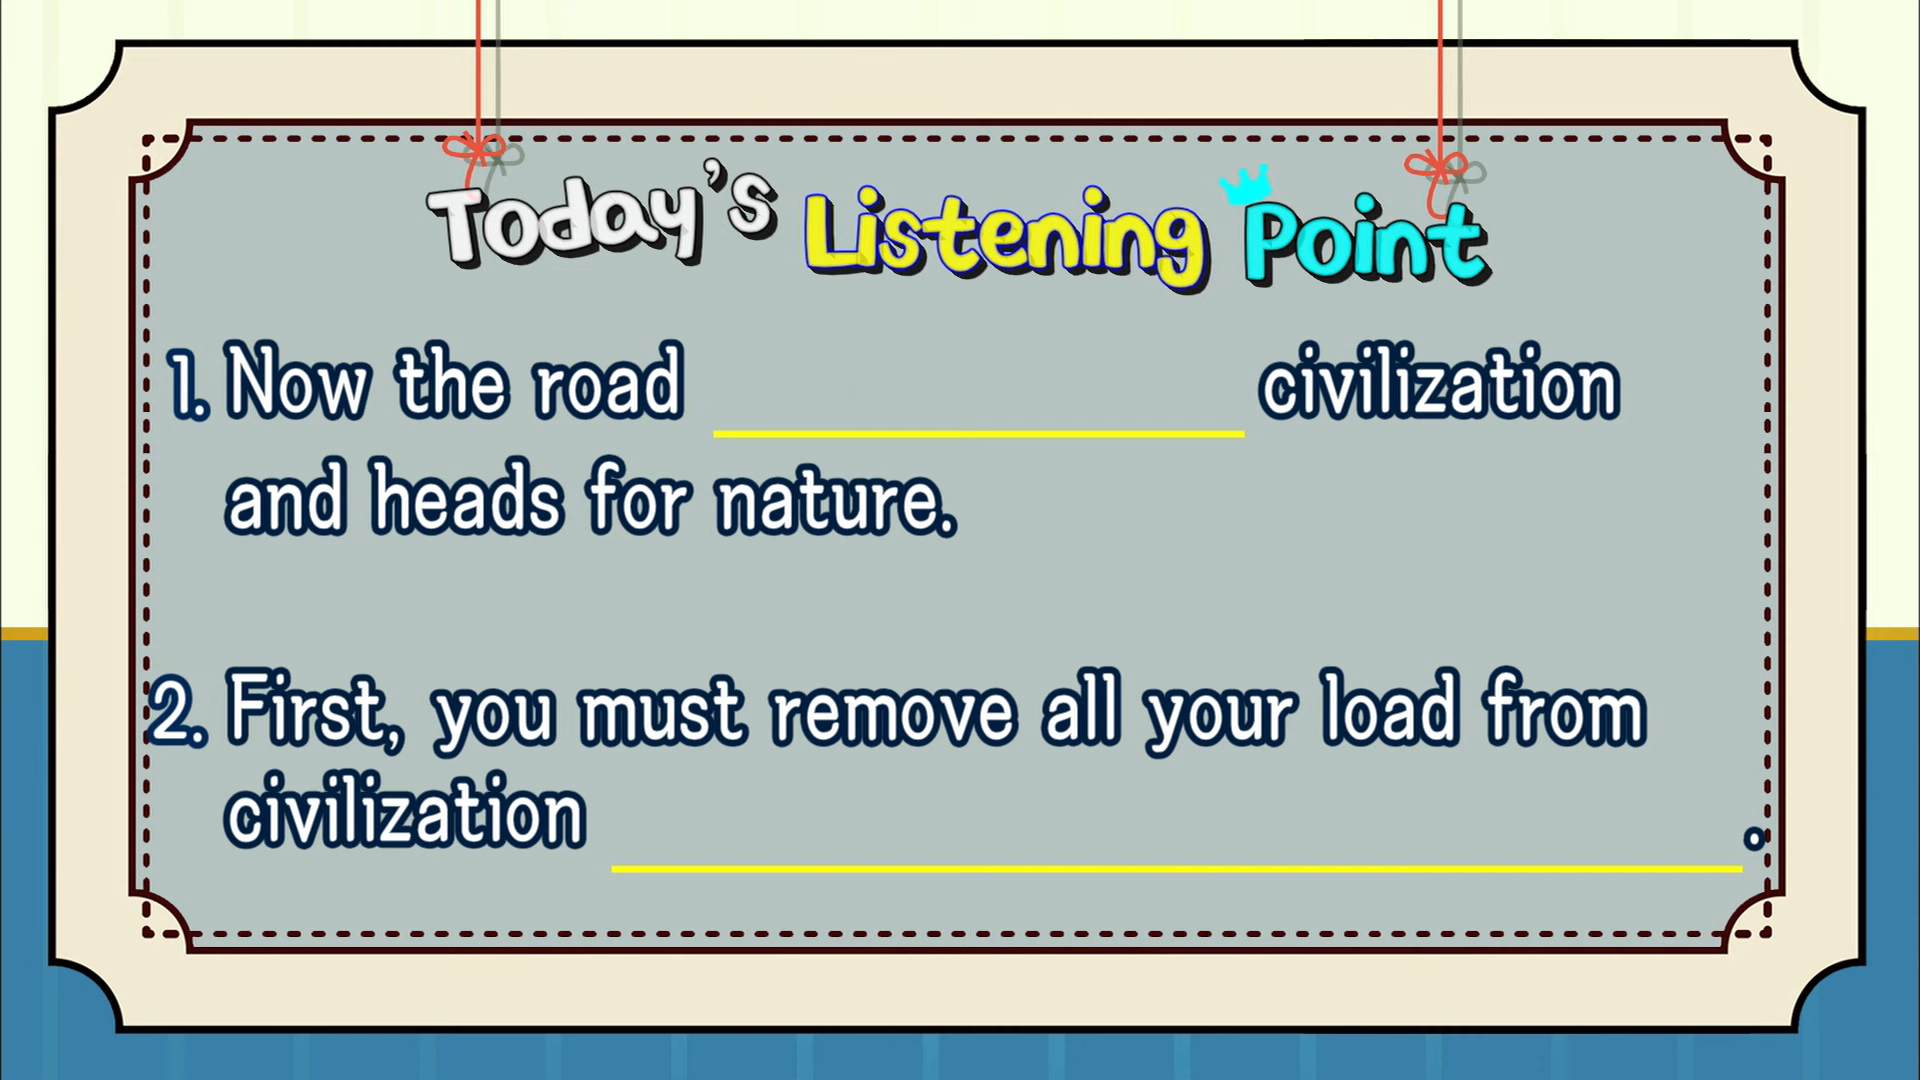 Today's Listening Point
1. Now the road civilization
and heads for nature.
2. First, you must remove all your load from
civilization .